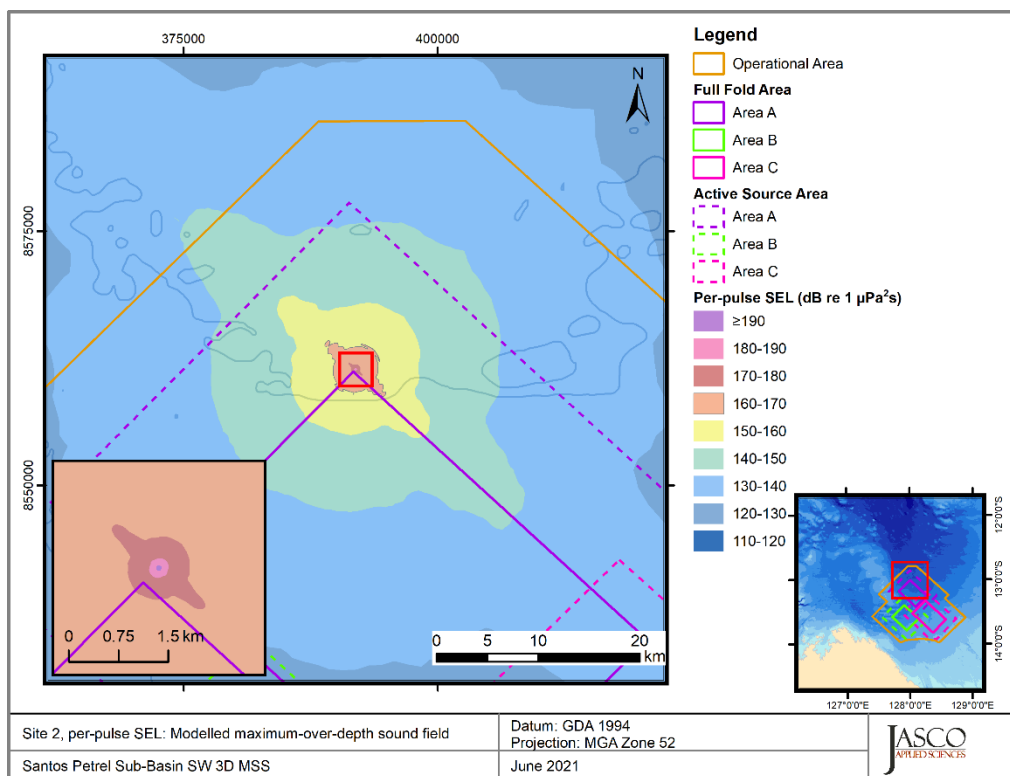 375000
400000
8575000
8550000
N
0 0.75 1.5 km
0 5 10 20
km
Legend
Operational Area
Full Fold Area
Area A
Area B
Area C
Active Source Area
Area A
Area B
Area C
Per-pulse SEL (dB re 1 µPa²s)
≥190
180-190
170-180
160-170
150-160
140-150
130-140
120-130
110-120
12°0'0"S
13°0'0"S
14°0'0"S
127°0'0"E 128°0'0"E 129°0'0"E
Site 2, per-pulse SEL: Modelled maximum-over-depth sound field
Datum: GDA 1994
Projection: MGA Zone 52
Santos Petrel Sub-Basin SW 3D MSS
June 2021
JASCO
APPLIED SCIENCES